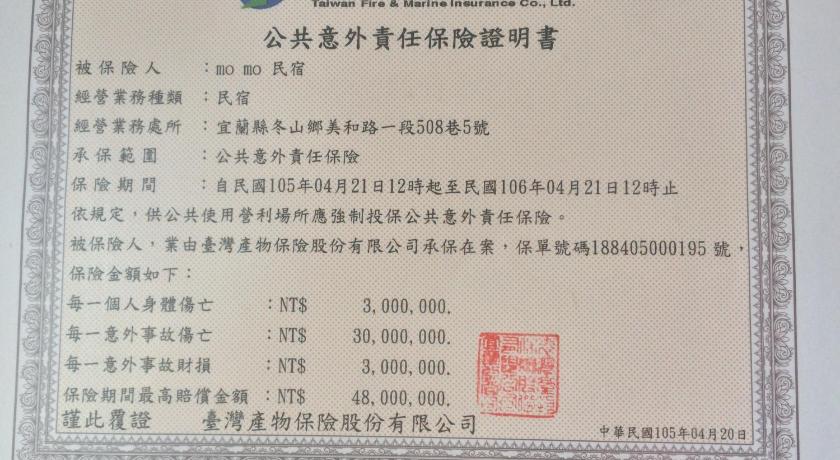 Taiwan Fire & Marine Insurance Co., Ltd.
公共意外責任保險證明書
被保險人 ：mo mo 民宿
經營業務種類 ：民宿
經營業務處所 ：宜蘭縣冬山鄉美和路一段508巷5號
承保範圍 ：公共意外責任保險
保險期間 ：自民國105年04月21日12時起至民國106年04月21日12時止
依規定，供公共使用營利場所應強制投保公共意外責任保險。
被保險人，業由臺灣產物保險股份有限公司承保在案，保單號碼188405000195 號，
保險金額如下：
每一個人身體傷亡 ：NT$ 3,000,000.
每一意外事故傷亡 ：NT$ 30,000,000.
每一意外事故財損 ：NT$ 3,000,000.
保險期間最高賠償金額 ：NT$ 48,000,000.
謹此覆證 臺灣產物保險股份有限公司
中華民國105年04月20日